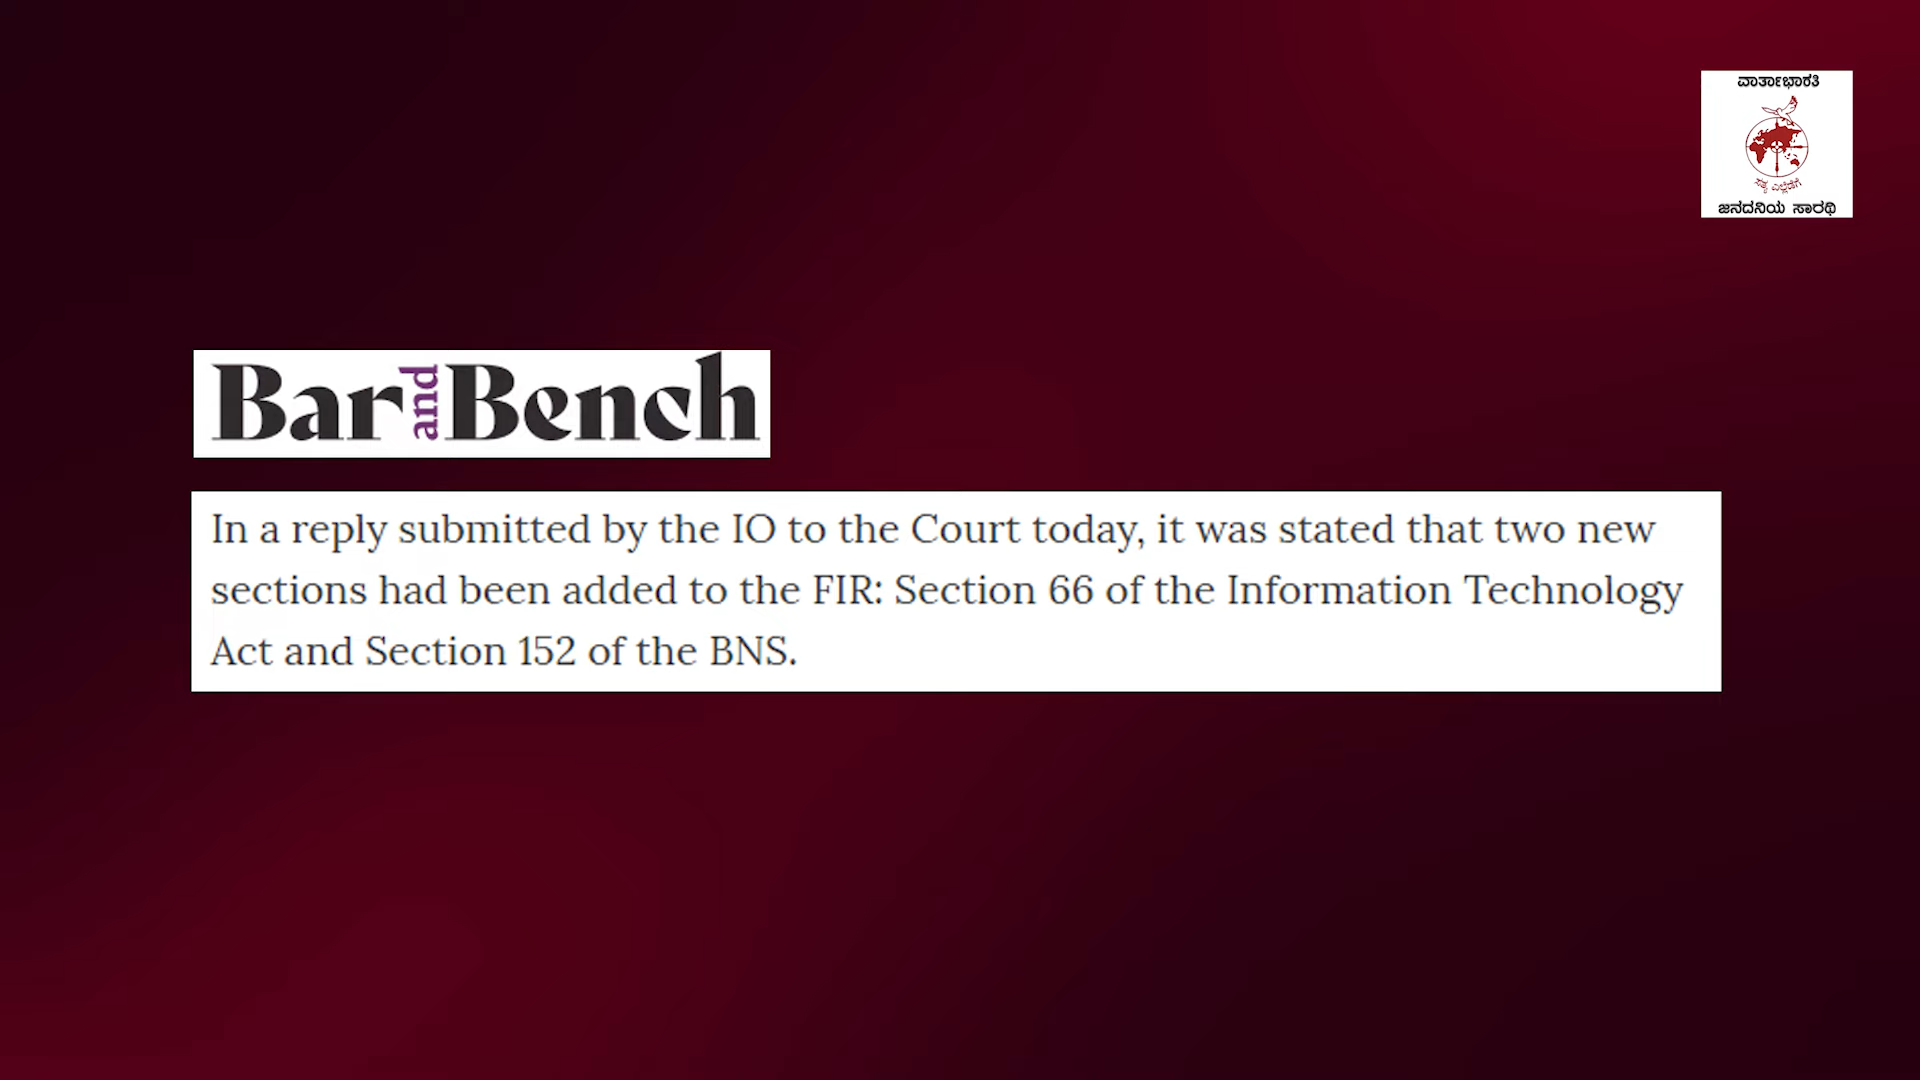 ವಾರ್ತಾಭಾರತಿ
ಸತ್ಯ ಎಲ್ಲೆಡೆಗೆ
ಜನದನಿಯ ಸಾರಥಿ
Bar and Bench
In a reply submitted by the IO to the Court today, it was stated that two new
sections had been added to the FIR: Section 66 of the Information Technology
Act and Section 152 of the BNS.